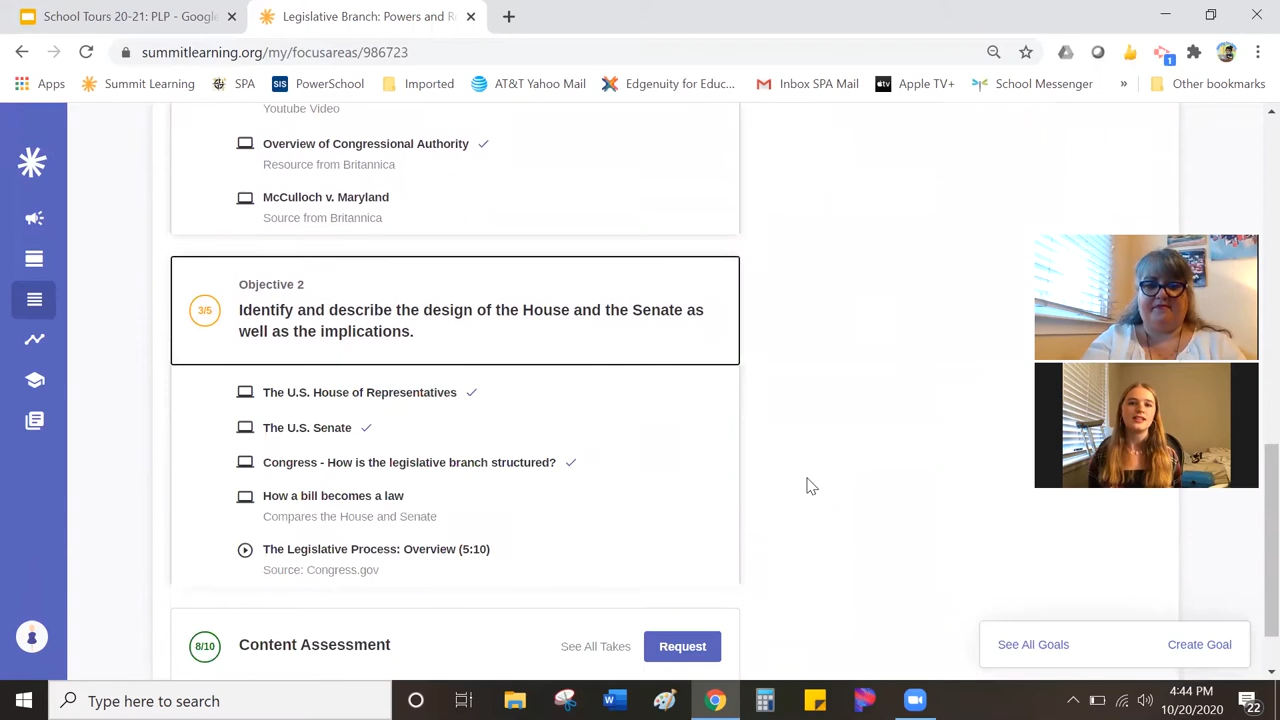 School Tours 20-21: PLP - Google
Legislative Branch: Powers and R
summitlearning.org/my/focusareas/986723
1
Apps
Summit Learning
SPA
SIS
PowerSchool
Imported
AT&T Yahoo Mail
Edgenuity for Educ...
Inbox SPA Mail
tv
Apple TV+
School Messenger
»
Other bookmarks
Youtube Video
Overview of Congressional Authority
Resource from Britannica
McCulloch v. Maryland
Source from Britannica
Objective 2
3/5
Identify and describe the design of the House and the Senate as
well as the implications.
The U.S. House of Representatives
The U.S. Senate
Congress - How is the legislative branch structured?
How a bill becomes a law
Compares the House and Senate
The Legislative Process: Overview (5:10)
Source: Congress.gov
8/10
Content Assessment
See All Takes
Request
See All Goals
Create Goal
Type here to search
W
4:44 PM
10/20/2020
22